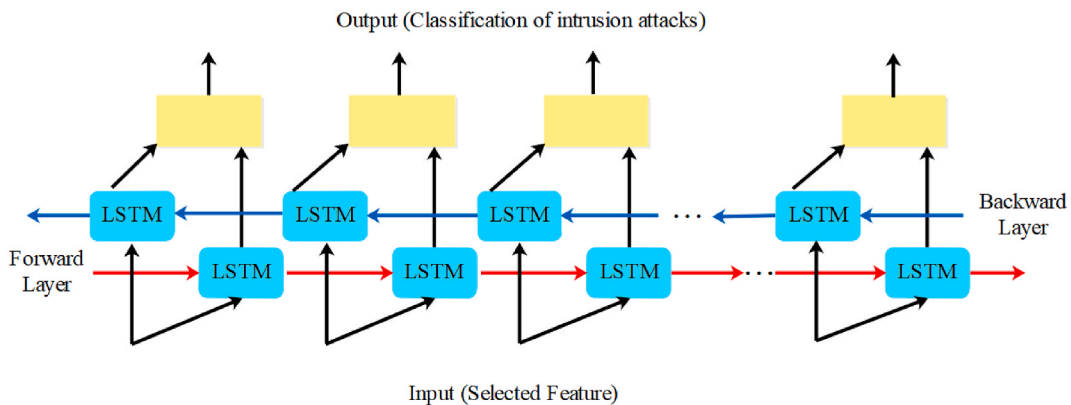 Output (Classification of intrusion attacks)
LSTM
LSTM
LSTM
...
LSTM
Backward
Layer
Forward
Layer
LSTM
LSTM
LSTM
...
LSTM
Input (Selected Feature)